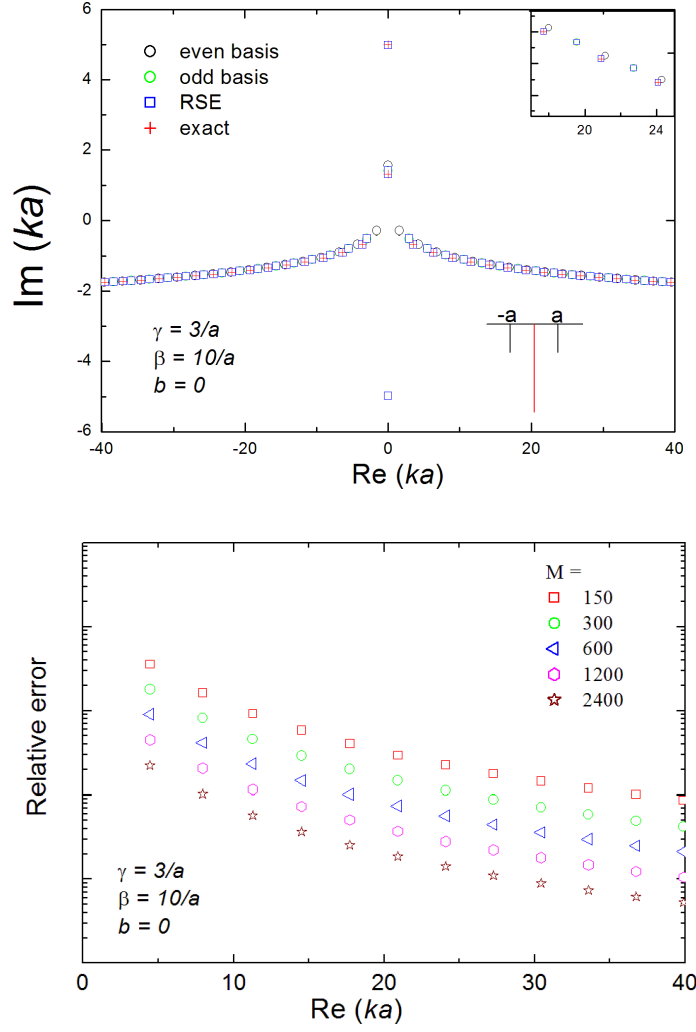 6
4
2
0
-2
-4
-6
Im (ka)
even basis
odd basis
RSE
exact
20
24
γ = 3/a
β = 10/a
b = 0
-a
a
-40
-20
0
20
40
Re (ka)
Relative error
M =
150
300
600
1200
2400
γ = 3/a
β = 10/a
b = 0
0
10
20
30
40
Re (ka)